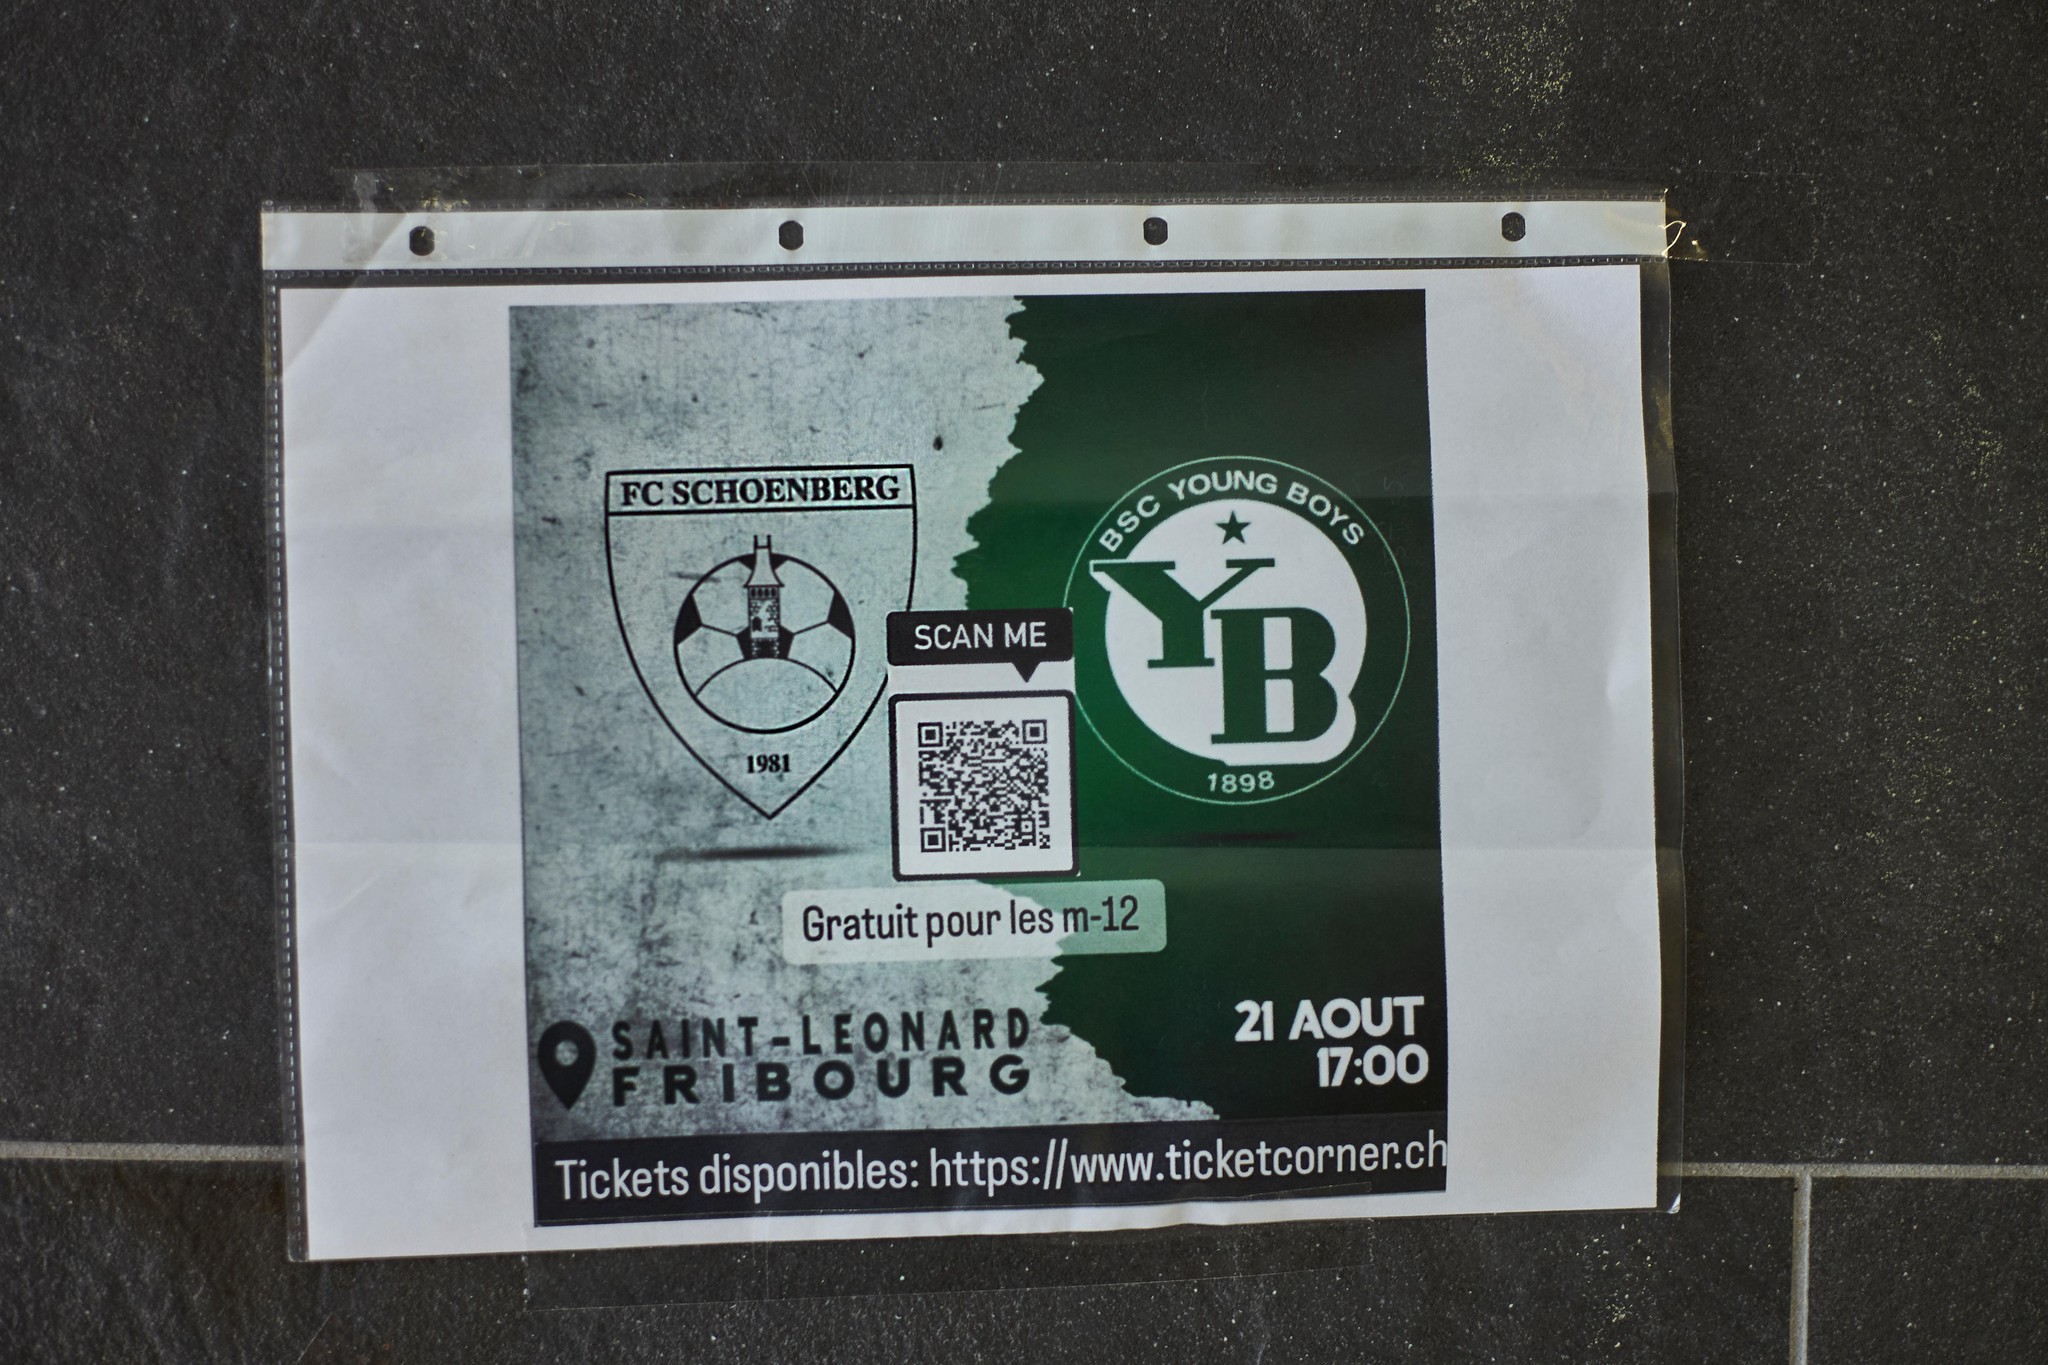 FC SCHOENBERG
1981
BSC YOUNG BOYS
YB
1898
SCAN ME
Gratuit pour les m-12
SAINT-LEONARD
FRIBOURG
21 AOUT
17:00
Tickets disponibles: https://www.ticketcorner.ch